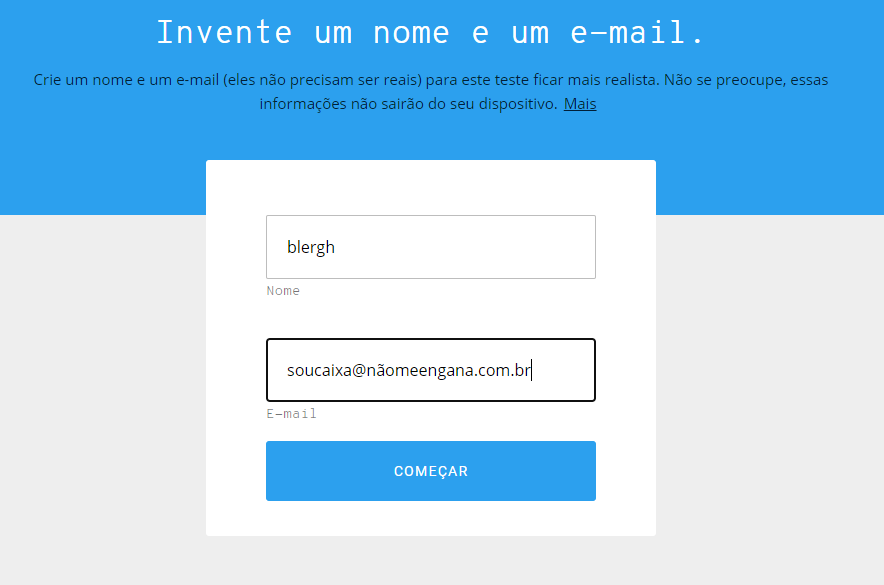 Invente um nome e um e-mail.
Crie um nome e um e-mail (eles não precisam ser reais) para este teste ficar mais realista. Não se preocupe, essas
informações não sairão do seu dispositivo. Mais
blergh
Nome
soucaixa@nãomeengana.com.br
E-mail
COMEÇAR